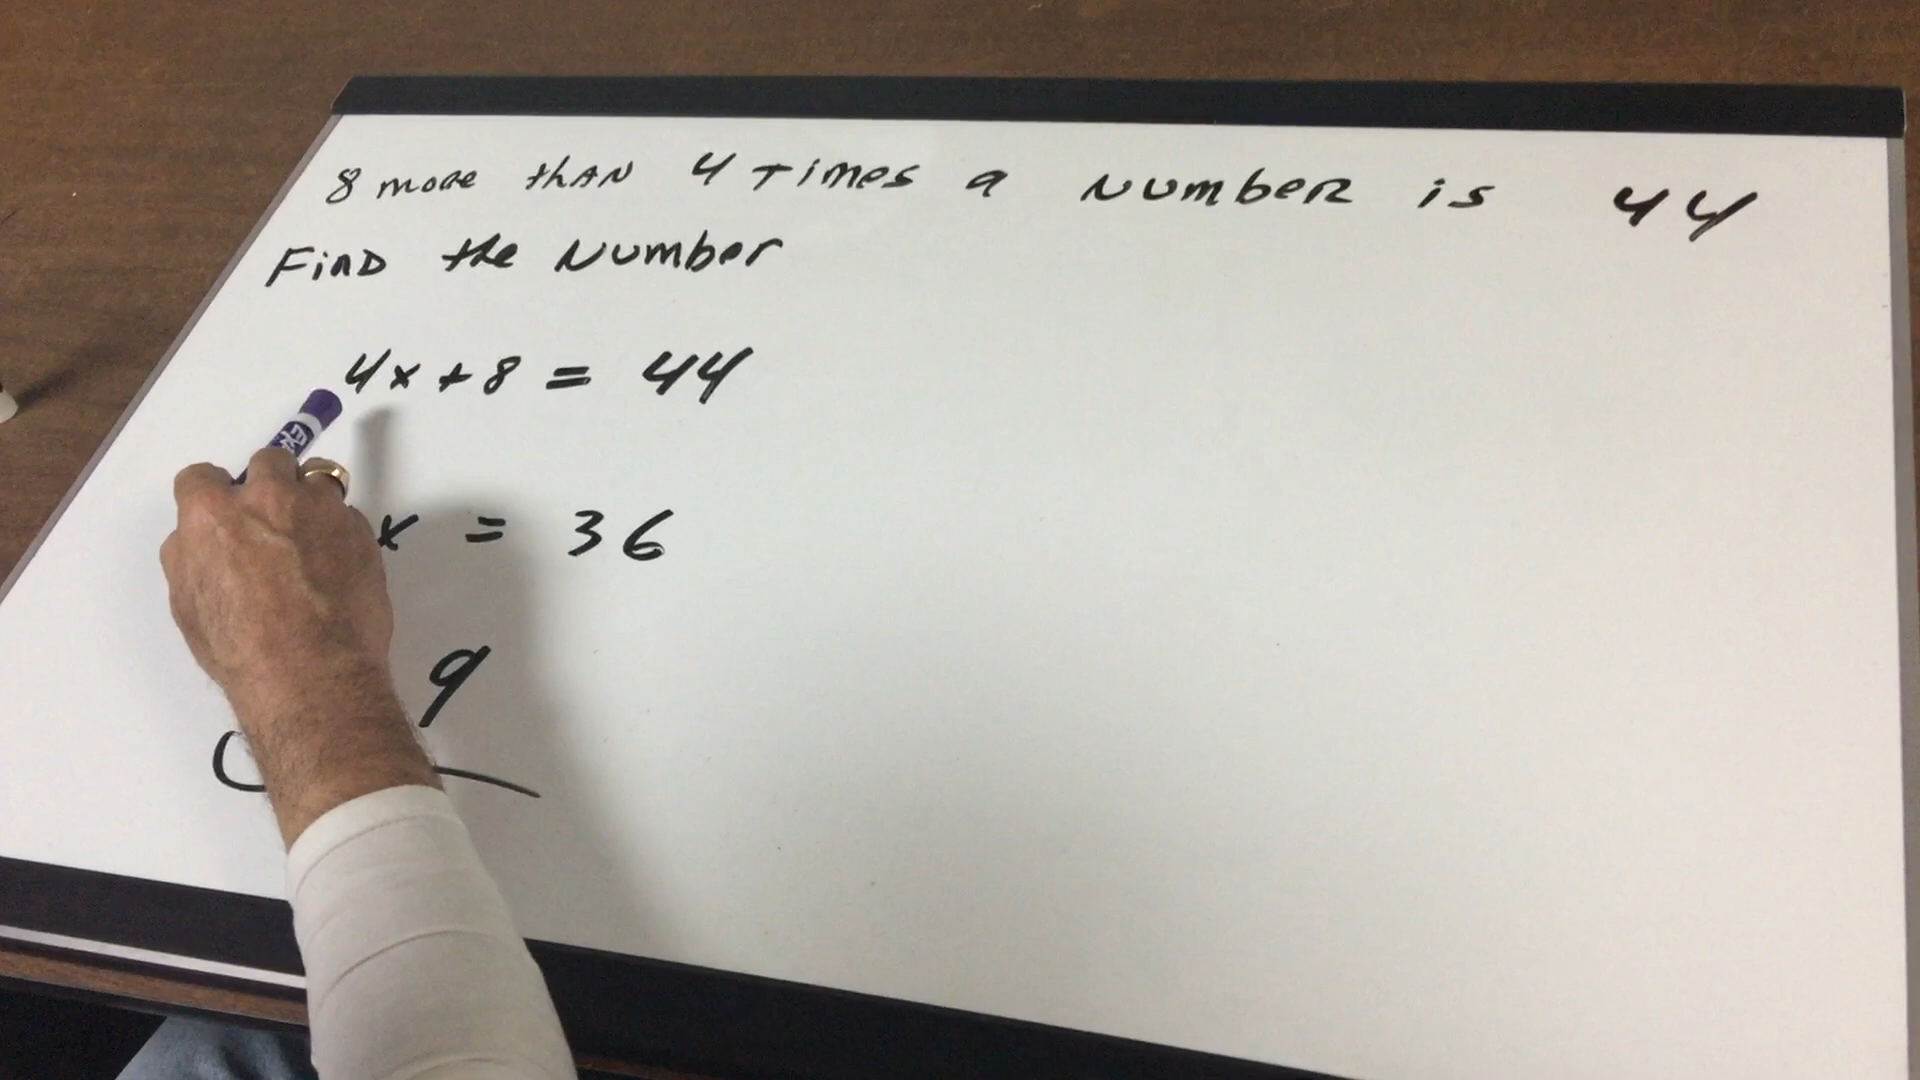 8 more than 4 times a number is 44
Find the Number
4x + 8 = 44
x = 36
9